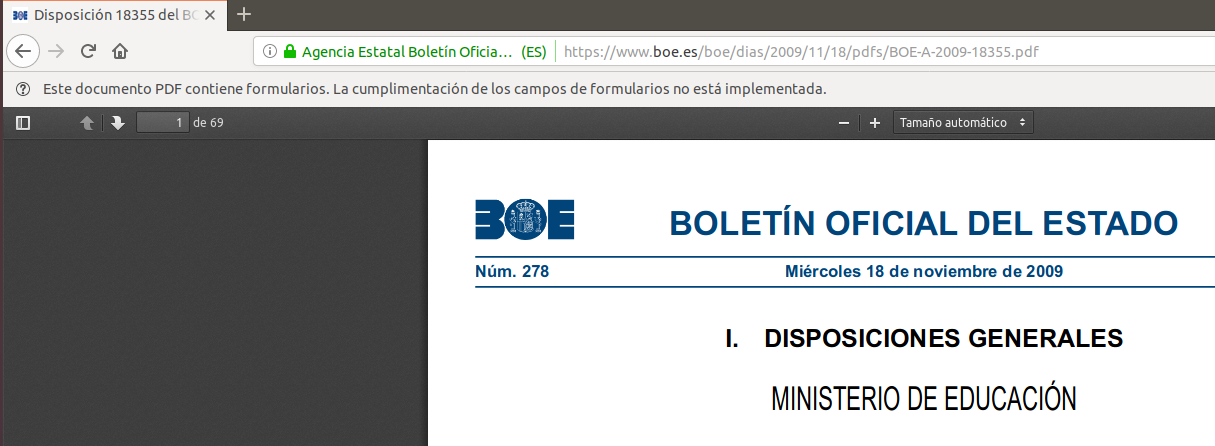 Disposición 18355 del BO
Agencia Estatal Boletín Oficia… (ES) https://www.boe.es/boe/dias/2009/11/18/pdfs/BOE-A-2009-18355.pdf
Este documento PDF contiene formularios. La cumplimentación de los campos de formularios no está implementada.
1 de 69 Tamaño automático
BOE BOLETÍN OFICIAL DEL ESTADO
Núm. 278 Miércoles 18 de noviembre de 2009
I. DISPOSICIONES GENERALES
MINISTERIO DE EDUCACIÓN